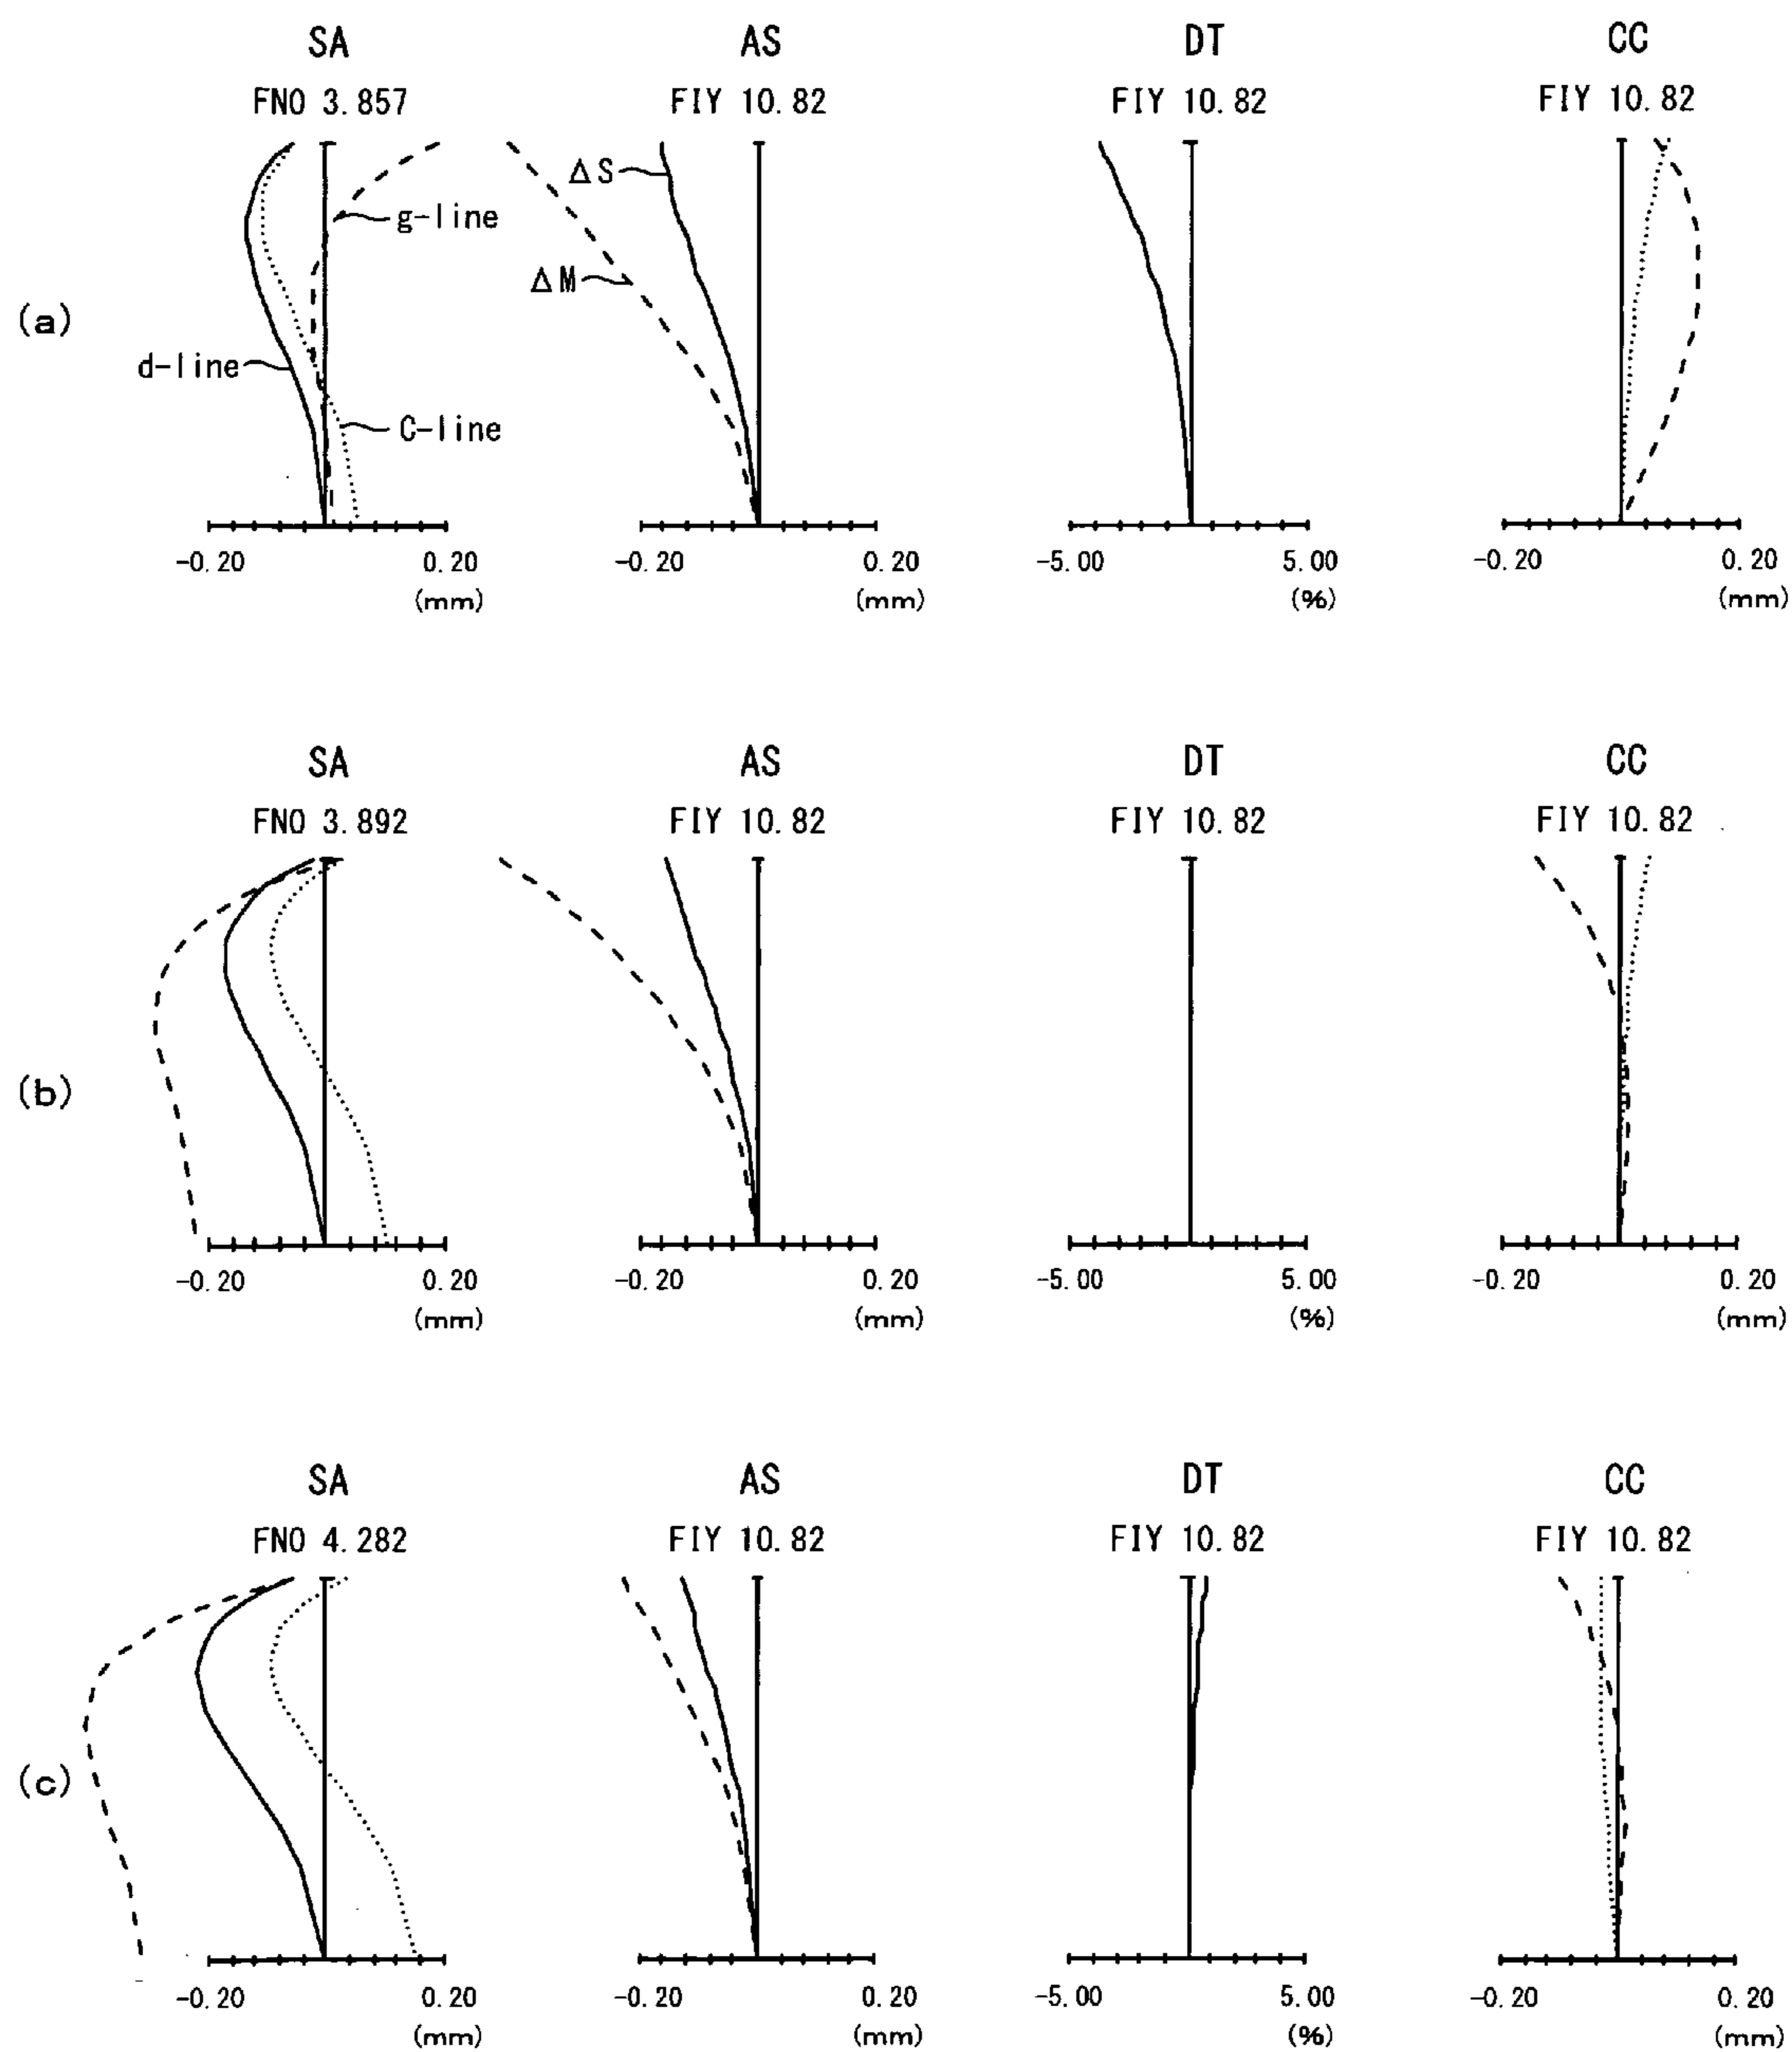 SA AS DT CC
FNO 3.857 FIY 10.82 FIY 10.82 FIY 10.82
ΔS
g-line
ΔM
(a)
d-line
C-line
-0.20 0.20 -0.20 0.20 -5.00 5.00 -0.20 0.20
(mm) (mm) (%) (mm)
SA AS DT CC
FNO 3.892 FIY 10.82 FIY 10.82 FIY 10.82
(b)
-0.20 0.20 -0.20 0.20 -5.00 5.00 -0.20 0.20
(mm) (mm) (%) (mm)
SA AS DT CC
FNO 4.282 FIY 10.82 FIY 10.82 FIY 10.82
(c)
-0.20 0.20 -0.20 0.20 -5.00 5.00 -0.20 0.20
(mm) (mm) (%) (mm)